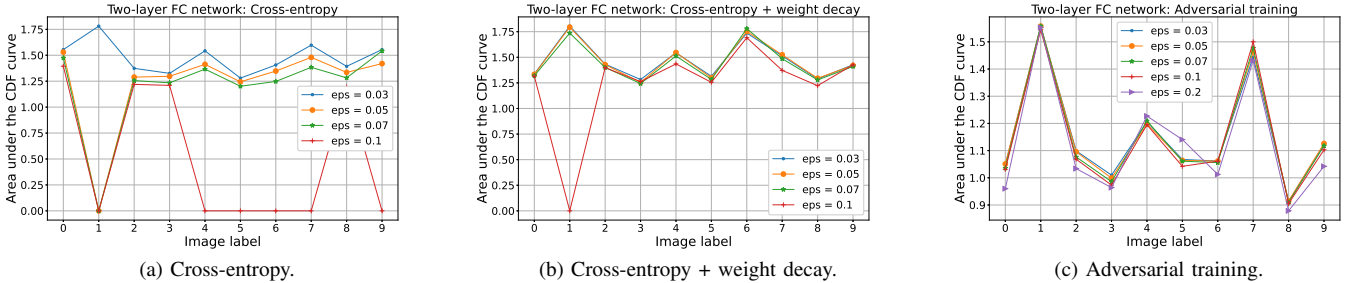 Two-layer FC network: Cross-entropy
Area under the CDF curve
1.75
1.50
1.25
1.00
0.75
0.50
0.25
0.00
eps = 0.03
eps = 0.05
eps = 0.07
eps = 0.1
0 1 2 3 4 5 6 7 8 9
Image label
(a) Cross-entropy.
Two-layer FC network: Cross-entropy + weight decay
Area under the CDF curve
1.75
1.50
1.25
1.00
0.75
0.50
0.25
0.00
eps = 0.03
eps = 0.05
eps = 0.07
eps = 0.1
0 1 2 3 4 5 6 7 8 9
Image label
(b) Cross-entropy + weight decay.
Two-layer FC network: Adversarial training
Area under the CDF curve
1.5
1.4
1.3
1.2
1.1
1.0
0.9
eps = 0.03
eps = 0.05
eps = 0.07
eps = 0.1
eps = 0.2
0 1 2 3 4 5 6 7 8 9
Image label
(c) Adversarial training.